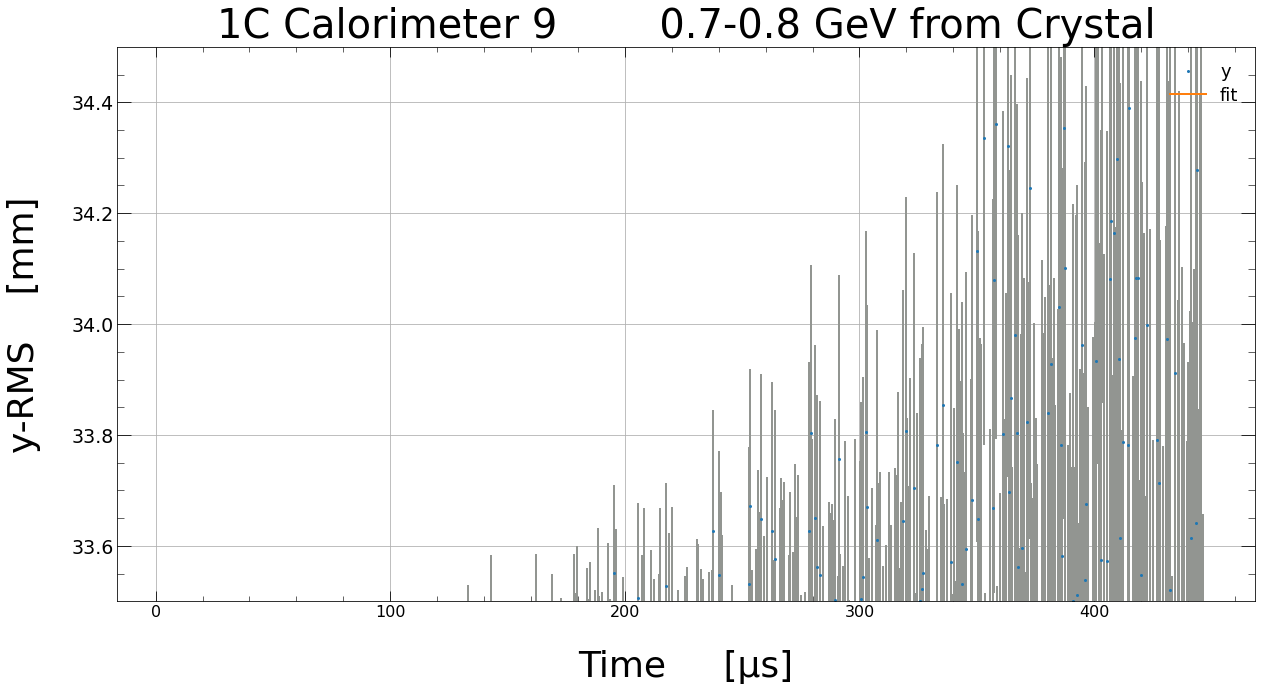 1C Calorimeter 9 0.7-0.8 GeV from Crystal
y
fit
34.4
34.2
34.0
33.8
33.6
y-RMS [mm]
0 100 200 300 400
Time [µs]